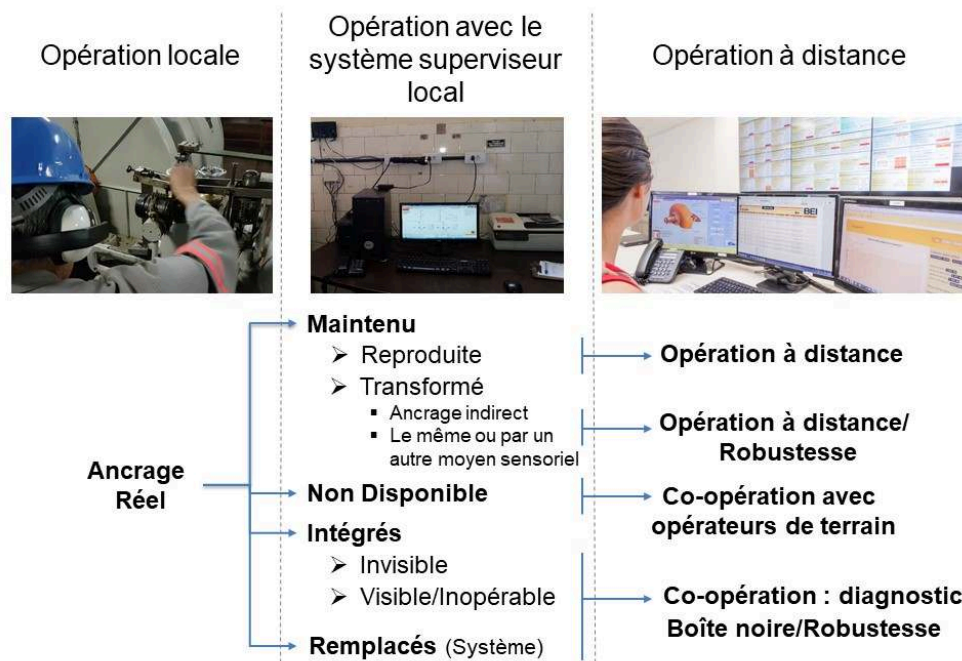 Opération locale
Opération avec le
système superviseur
local
Opération à distance
BEI
Ancrage
Réel
Maintenu
➢ Reproduite
➢ Transformé
▪ Ancrage indirect
▪ Le même ou par un
autre moyen sensoriel
Non Disponible
Intégrés
➢ Invisible
➢ Visible/Inopérable
Remplacés (Système)
Opération à distance
Opération à distance/
Robustesse
Co-opération avec
opérateurs de terrain
Co-opération : diagnostic
Boîte noire/Robustesse